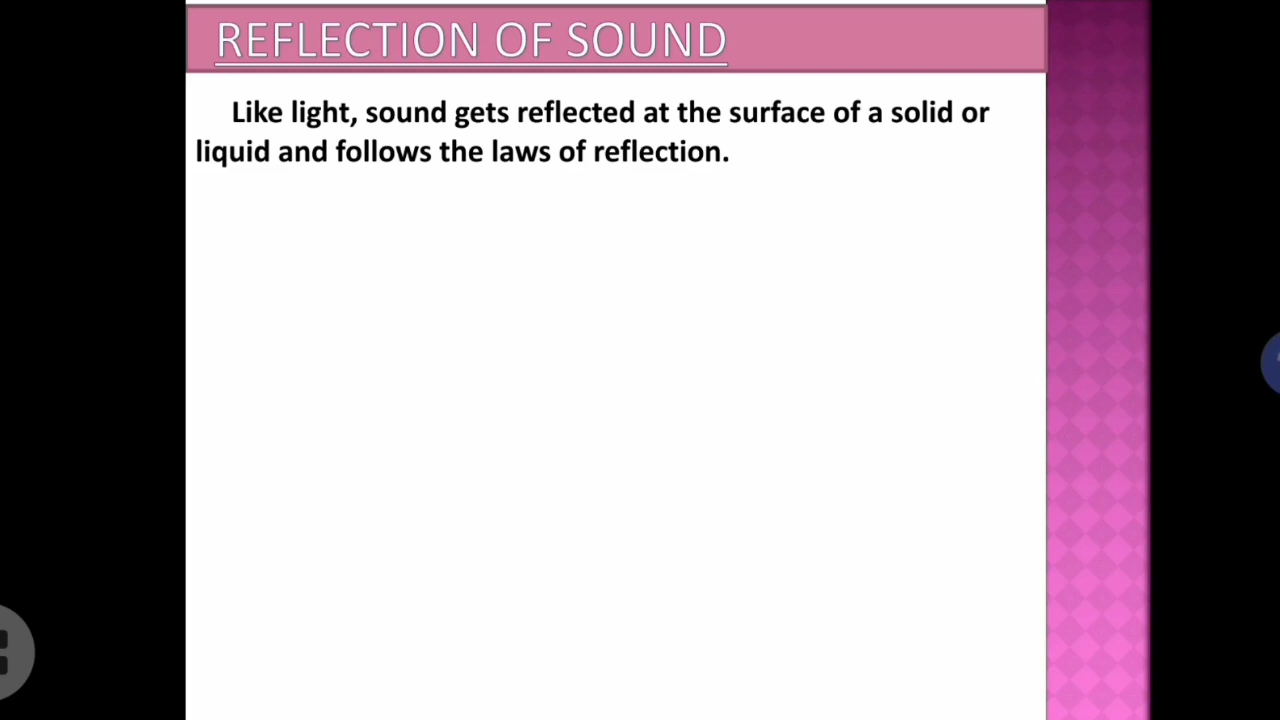 REFLECTION OF SOUND
Like light, sound gets reflected at the surface of a solid or
liquid and follows the laws of reflection.